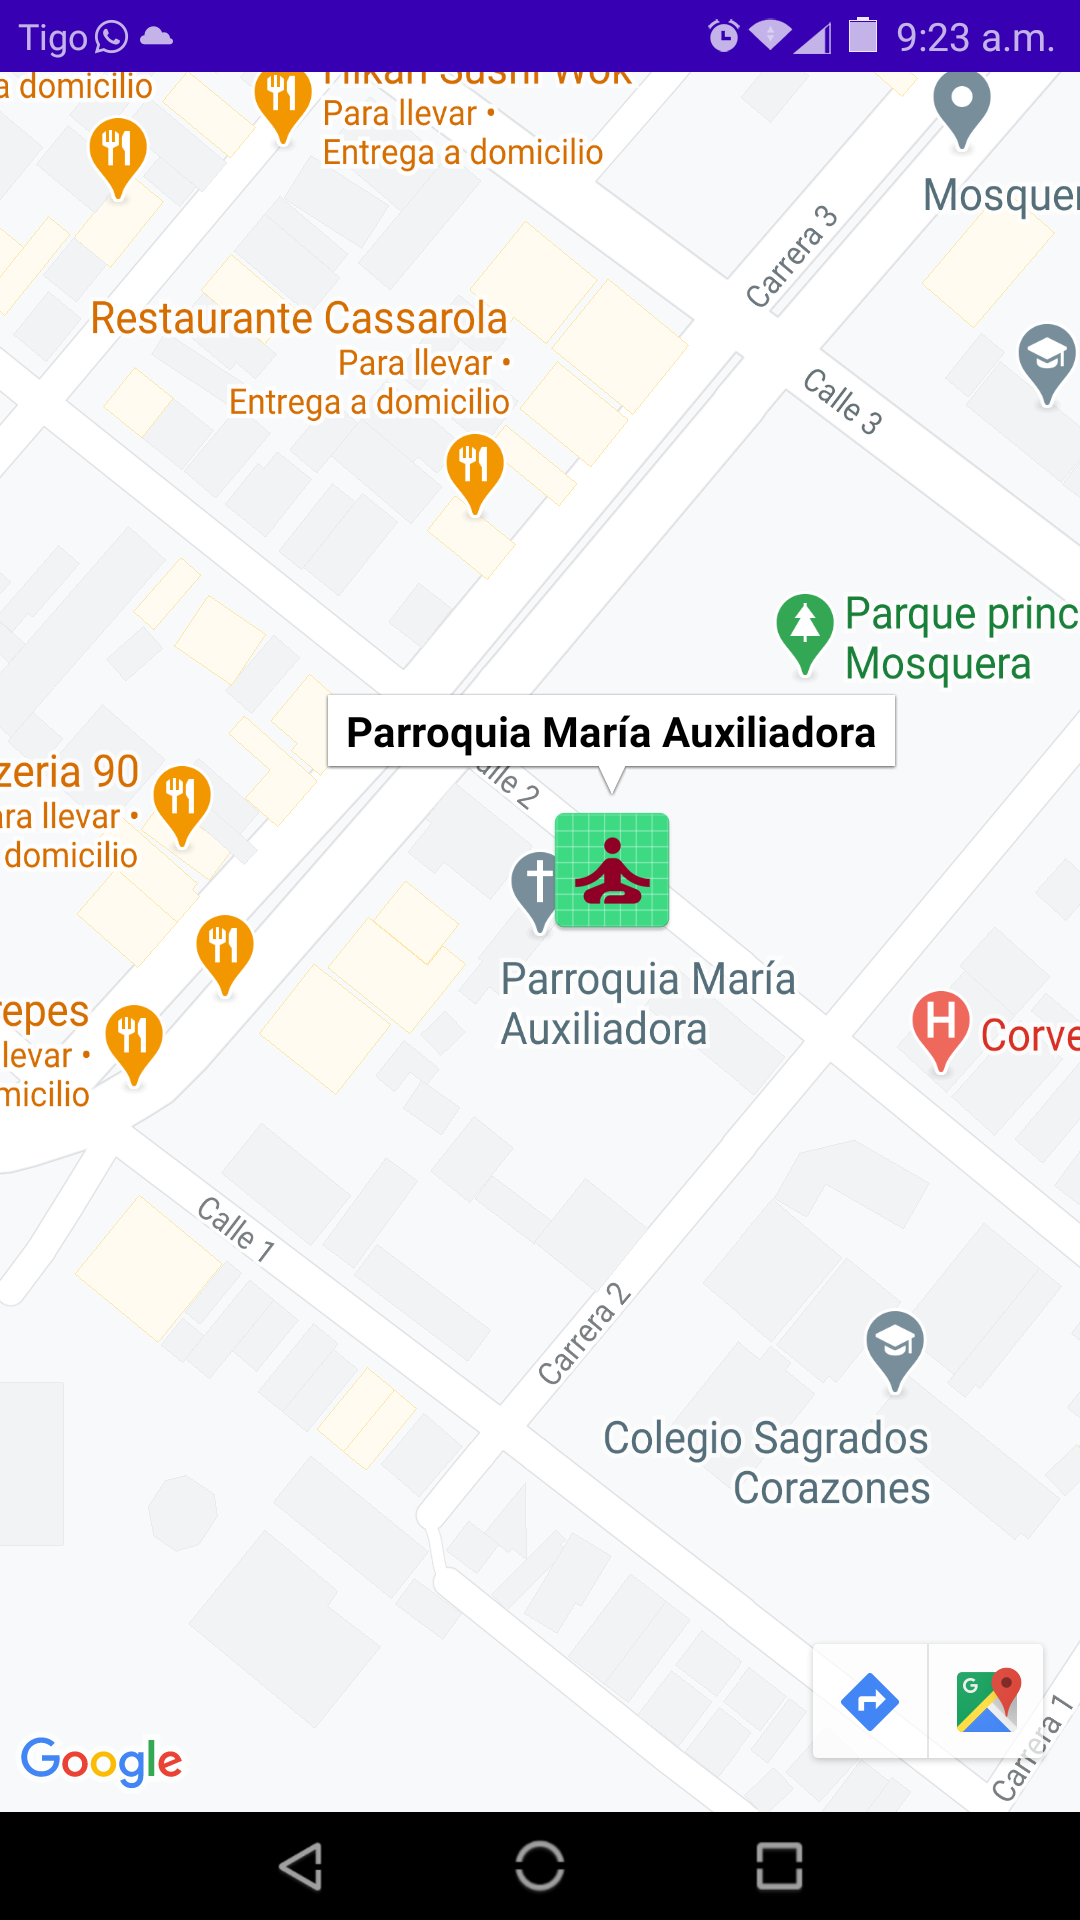 Tigo
9:23 a.m.
a domicilio
Hikari Sushi Wok
Para llevar •
Entrega a domicilio
Mosquer
Carrera 3
Restaurante Cassarola
Para llevar •
Entrega a domicilio
Calle 3
Parque princ
Mosquera
Parroquia María Auxiliadora
alle 2
zeria 90
ara llevar •
domicilio
Parroquia María
Auxiliadora
repes
llevar •
micilio
H Corve
Calle 1
Carrera 2
Colegio Sagrados
Corazones
G
Carrera 1
Google